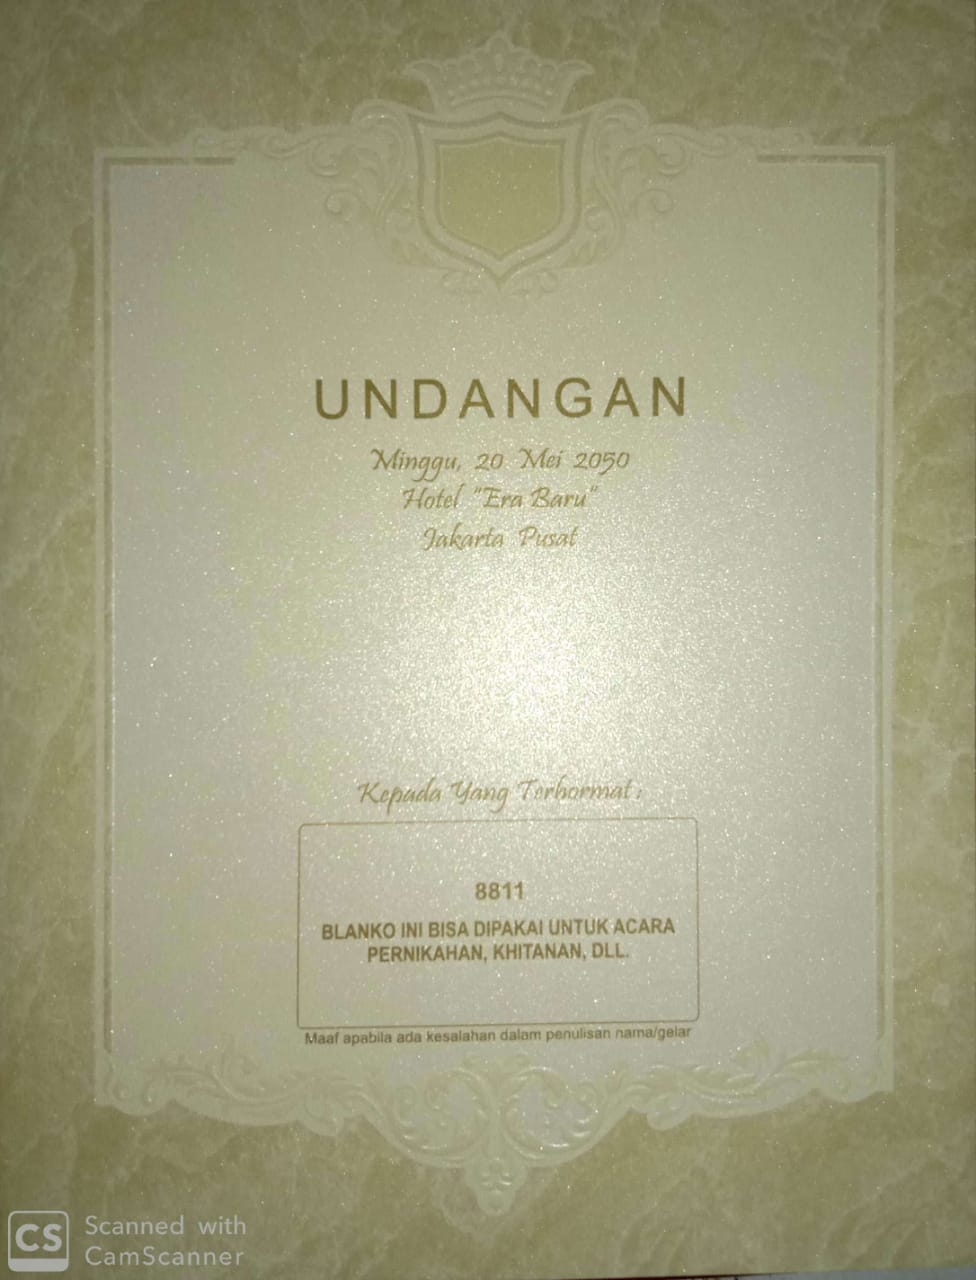 UNDANGAN
Minggu, 20 Mei 2050
Hotel "Era Baru"
Jakarta Pusat
Kepada Yang Terhormat :
8811
BLANKO INI BISA DIPAKAI UNTUK ACARA
PERNIKAHAN, KHITANAN, DLL.
Maaf apabila ada kesalahan dalam penulisan nama/gelar
CS
Scanned with
CamScanner